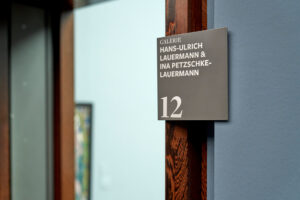 GALERIE
HANS-ULRICH
LAUERMANN &
INA PETZSCHKE-
LAUERMANN
12